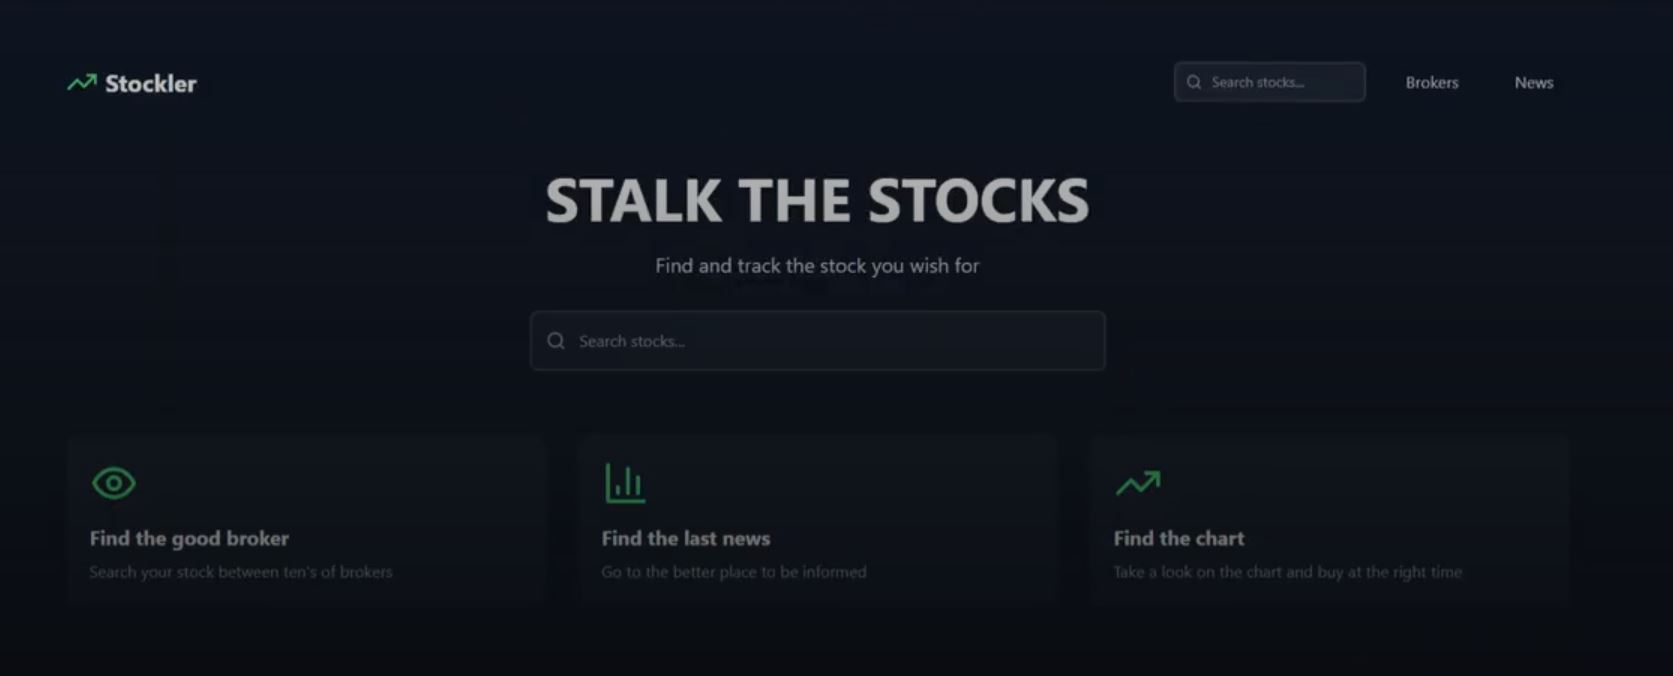 Stockler
Search stocks...
Brokers
News
STALK THE STOCKS
Find and track the stock you wish for
Search stocks...
Find the good broker
Search your stock between ten's of brokers
Find the last news
Go to the better place to be informed
Find the chart
Take a look on the chart and buy at the right time